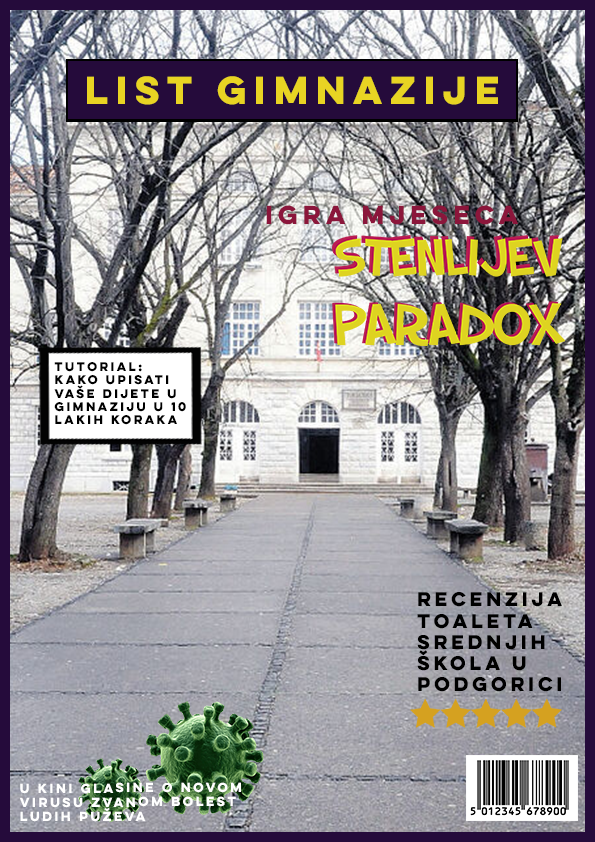 LIST GIMNAZIJE
IGRA MJESECA
STENLIJEV
PARADOX
TUTORIAL:
KAKO UPISATI
VAŠE DIJETE U
GIMNAZIJU U 10
LAKIH KORAKA
RECENZIJA
TOALETA
SREDNJIH
ŠKOLA U
PODGORICI
U KINI GLASINE O NOVOM
VIRUSU ZVANOM BOLEST
LUDIH PUŽEVA
5 012345 678900